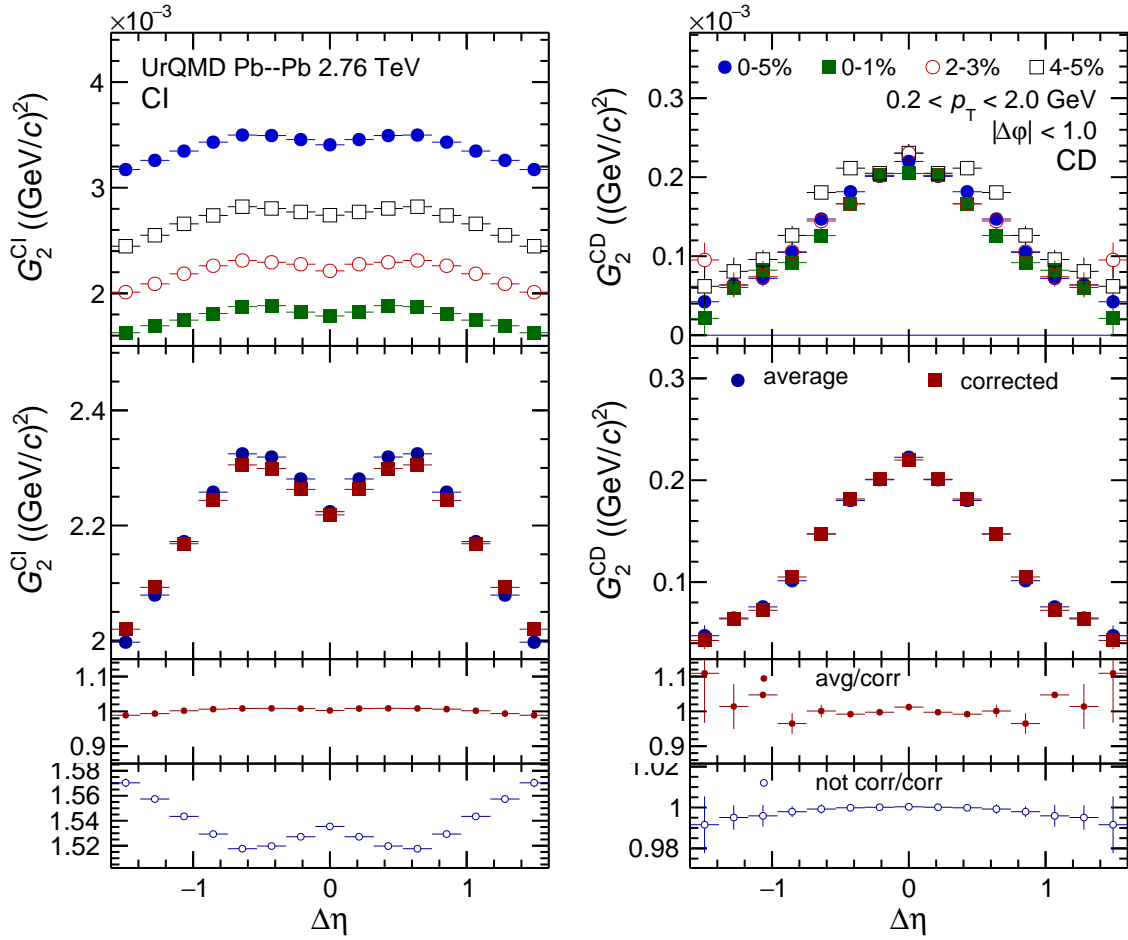 ×10⁻³
UrQMD Pb--Pb 2.76 TeV
CI
4
3
2
G₂^CI ((GeV/c)²)
×10⁻³
0-5% 0-1% 2-3% 4-5%
0.2 < p_T < 2.0 GeV
|Δφ| < 1.0
CD
0.3
0.2
0.1
0
G₂^CD ((GeV/c)²)
2.4
2.2
2
G₂^CI ((GeV/c)²)
average corrected
0.3
0.2
0.1
G₂^CD ((GeV/c)²)
1.1
1
0.9
avg/corr
1.1
1
0.9
1.58
1.56
1.54
1.52
not corr/corr
1.02
1
0.98
−1 0 1
Δη
−1 0 1
Δη